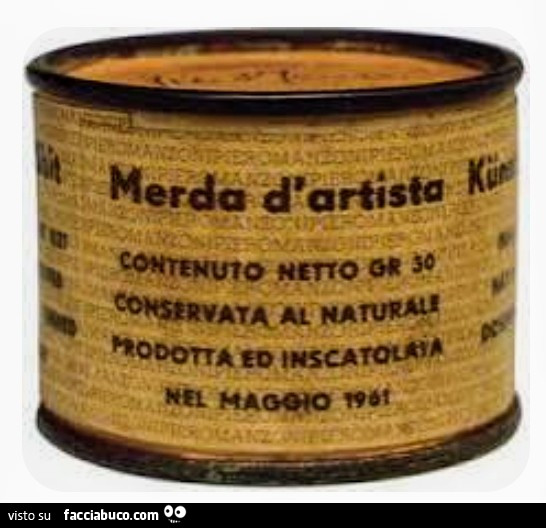 Merda d'artista
CONTENUTO NETTO GR 30
CONSERVATA AL NATURALE
PRODOTTA ED INSCATOLATA
NEL MAGGIO 1961
visto su facciabuco.com